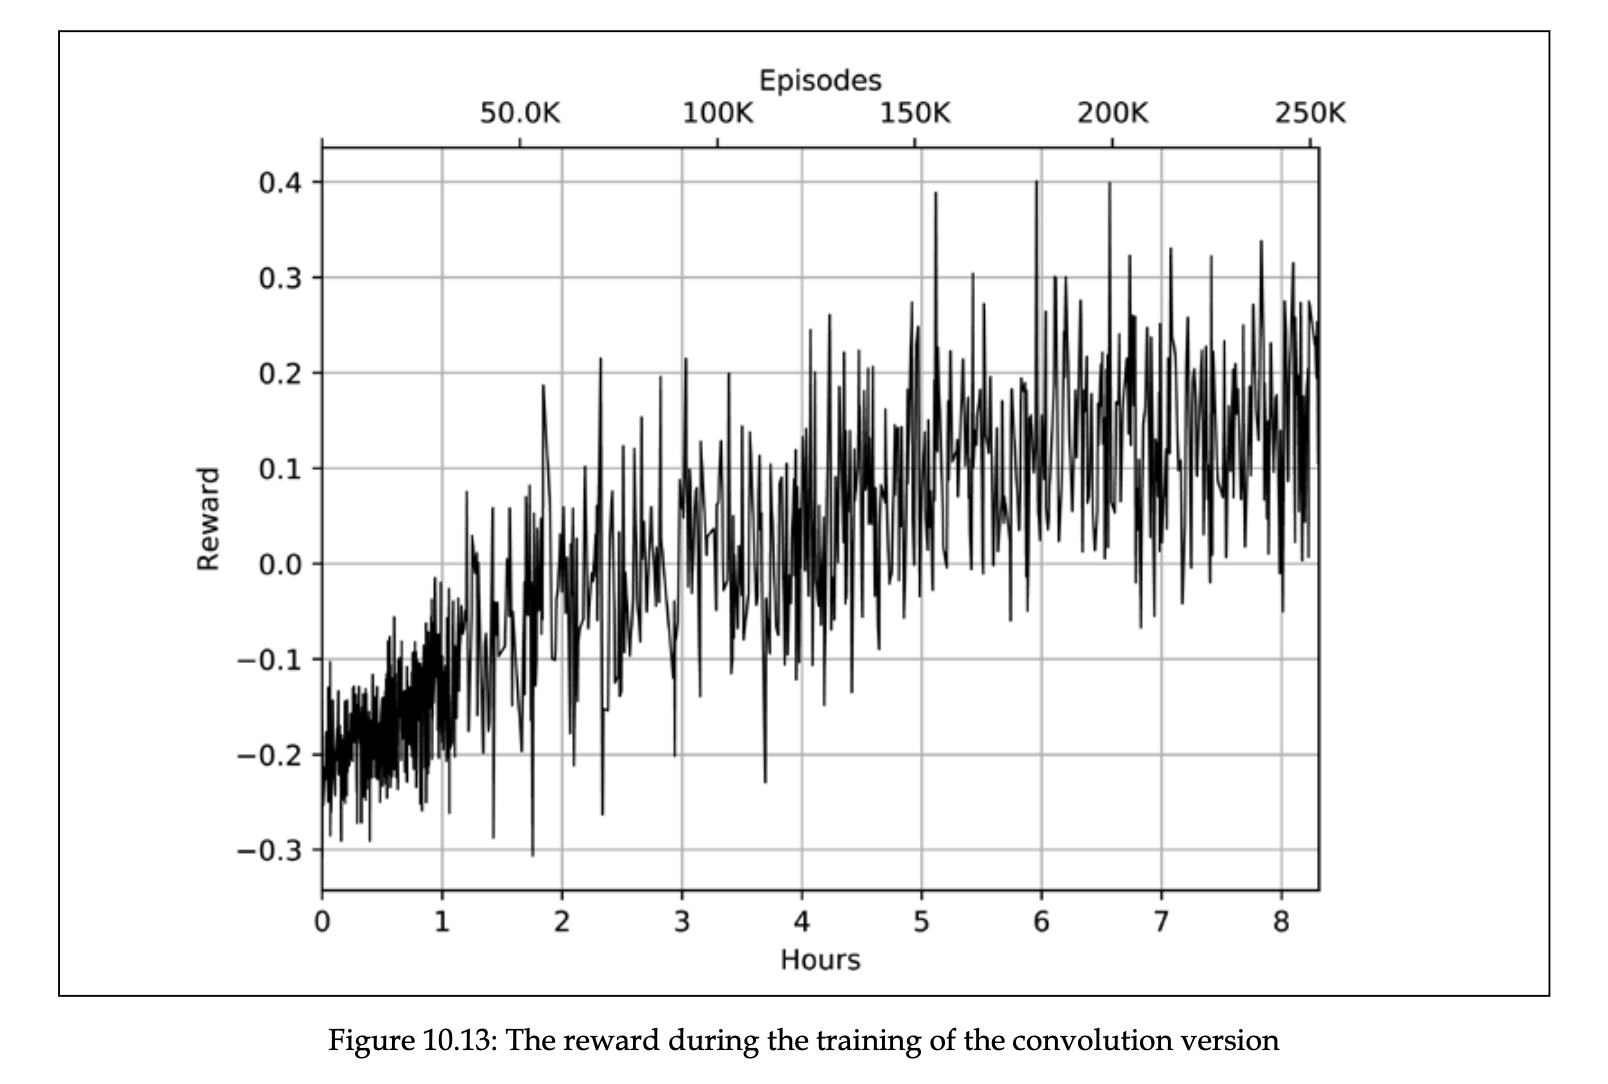 Episodes
50.0K 100K 150K 200K 250K
0.4
0.3
0.2
0.1
0.0
−0.1
−0.2
−0.3
Reward
0 1 2 3 4 5 6 7 8
Hours
Figure 10.13: The reward during the training of the convolution version